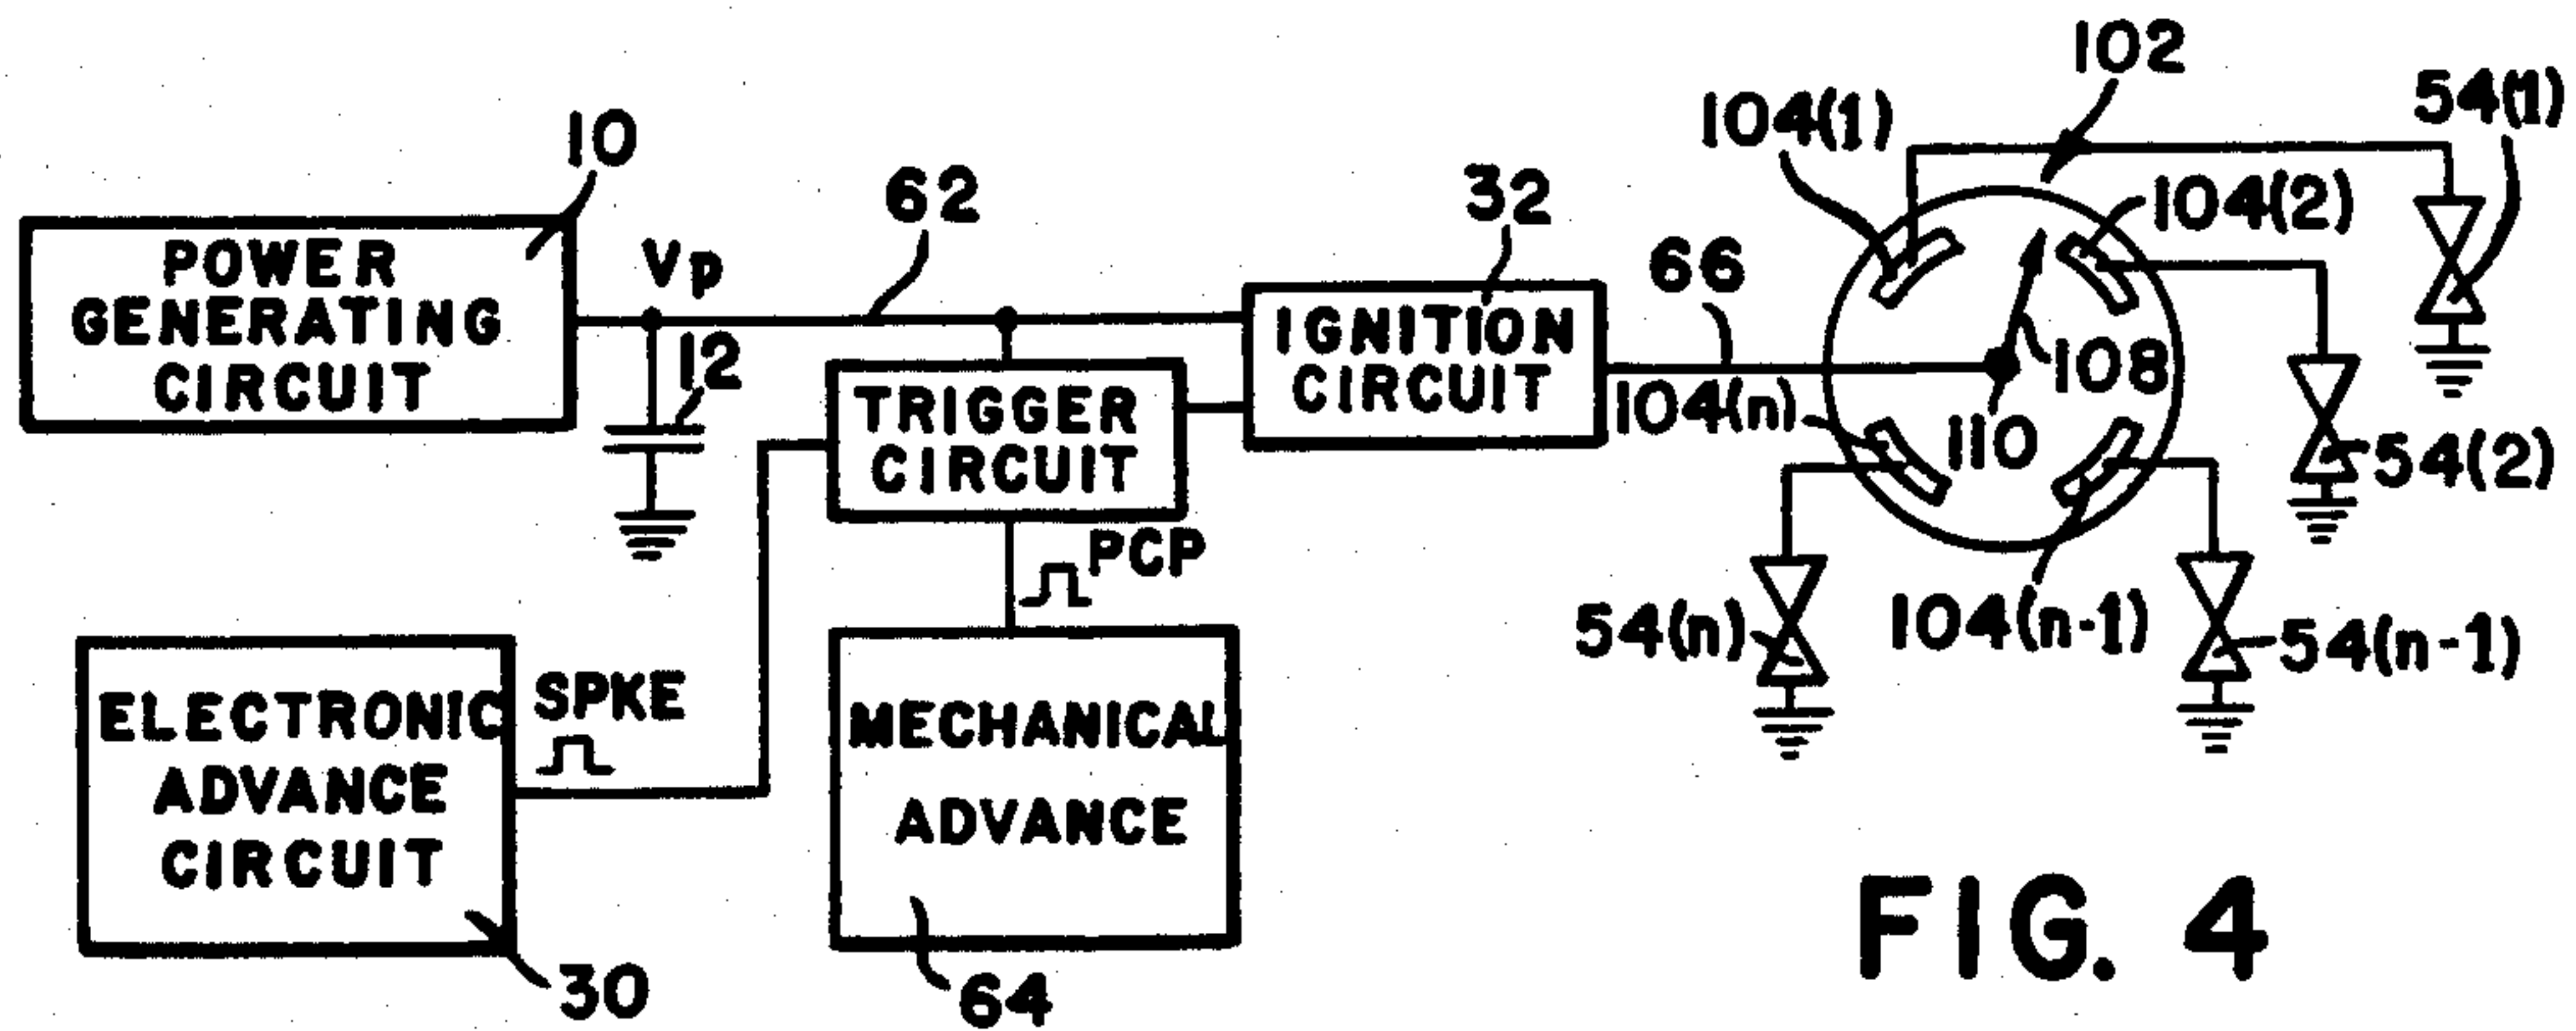 102
54(1)
104(1)
10
62
32
104(2)
POWER
GENERATING
CIRCUIT
Vp
66
12
IGNITION
CIRCUIT
108
TRIGGER
CIRCUIT
104(n)
110
54(2)
PCP
54(n)
104(n-1)
54(n-1)
ELECTRONIC
ADVANCE
CIRCUIT
SPKE
MECHANICAL
ADVANCE
30
64
FIG. 4